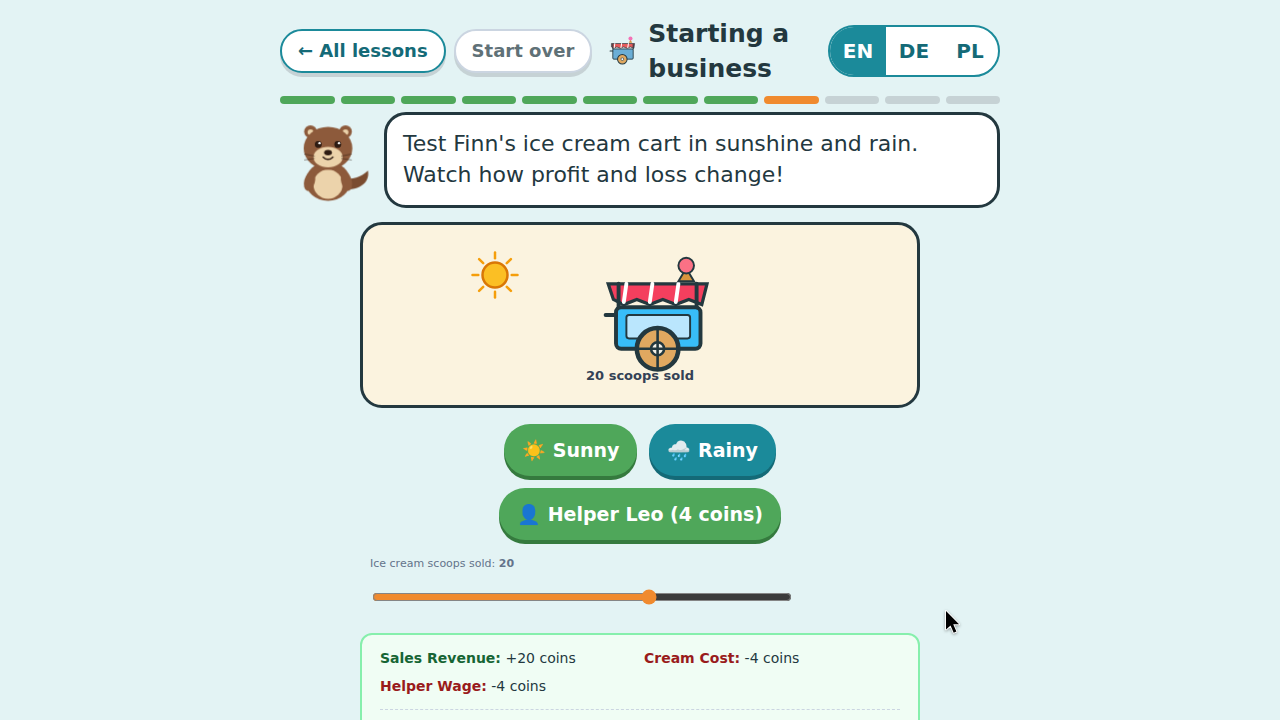 ← All lessons
Start over
Starting a
business
EN DE PL
Test Finn's ice cream cart in sunshine and rain.
Watch how profit and loss change!
20 scoops sold
Sunny
Rainy
Helper Leo (4 coins)
Ice cream scoops sold: 20
Sales Revenue: +20 coins
Cream Cost: -4 coins
Helper Wage: -4 coins